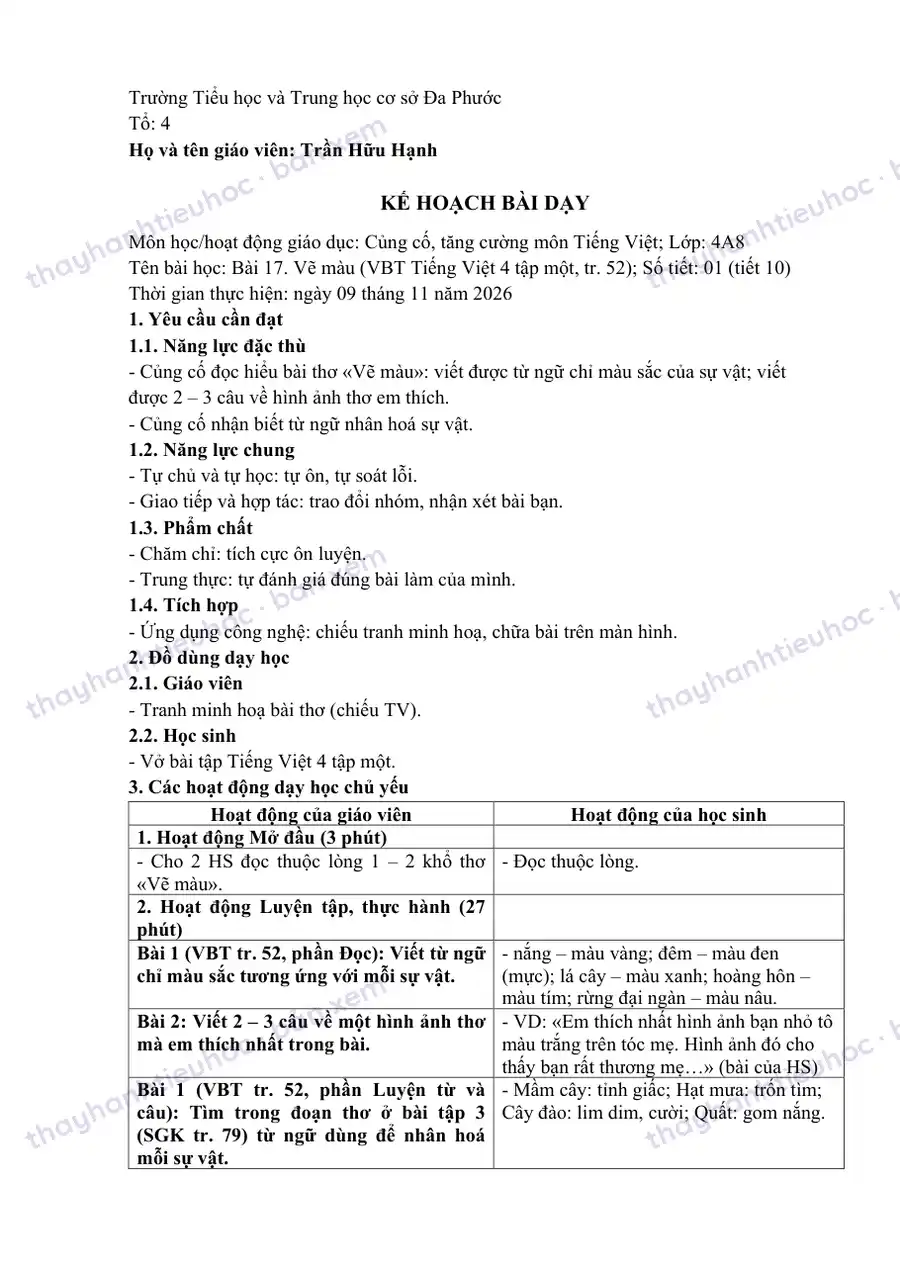 Trường Tiểu học và Trung học cơ sở Đa Phước
Tổ: 4
Họ và tên giáo viên: Trần Hữu Hạnh
KẾ HOẠCH BÀI DẠY
Môn học/hoạt động giáo dục: Củng cố, tăng cường môn Tiếng Việt; Lớp: 4A8
Tên bài học: Bài 17. Vẽ màu (VBT Tiếng Việt 4 tập một, tr. 52); Số tiết: 01 (tiết 10)
Thời gian thực hiện: ngày 09 tháng 11 năm 2026
1. Yêu cầu cần đạt
1.1. Năng lực đặc thù
- Củng cố đọc hiểu bài thơ «Vẽ màu»: viết được từ ngữ chỉ màu sắc của sự vật; viết
được 2 – 3 câu về hình ảnh thơ em thích.
- Củng cố nhận biết từ ngữ nhân hoá sự vật.
1.2. Năng lực chung
- Tự chủ và tự học: tự ôn, tự soát lỗi.
- Giao tiếp và hợp tác: trao đổi nhóm, nhận xét bài bạn.
1.3. Phẩm chất
- Chăm chỉ: tích cực ôn luyện.
- Trung thực: tự đánh giá đúng bài làm của mình.
1.4. Tích hợp
- Ứng dụng công nghệ: chiếu tranh minh hoạ, chữa bài trên màn hình.
2. Đồ dùng dạy học
2.1. Giáo viên
- Tranh minh hoạ bài thơ (chiếu TV).
2.2. Học sinh
- Vở bài tập Tiếng Việt 4 tập một.
3. Các hoạt động dạy học chủ yếu
Hoạt động của giáo viên
Hoạt động của học sinh
1. Hoạt động Mở đầu (3 phút)
- Cho 2 HS đọc thuộc lòng 1 – 2 khổ thơ
«Vẽ màu».
- Đọc thuộc lòng.
2. Hoạt động Luyện tập, thực hành (27
phút)
Bài 1 (VBT tr. 52, phần Đọc): Viết từ ngữ
chỉ màu sắc tương ứng với mỗi sự vật.
- nắng – màu vàng; đêm – màu đen
(mực); lá cây – màu xanh; hoàng hôn –
màu tím; rừng đại ngàn – màu nâu.
Bài 2: Viết 2 – 3 câu về một hình ảnh thơ
mà em thích nhất trong bài.
- VD: «Em thích nhất hình ảnh bạn nhỏ tô
màu trắng trên tóc mẹ. Hình ảnh đó cho
thấy bạn rất thương mẹ…» (bài của HS)
Bài 1 (VBT tr. 52, phần Luyện từ và
câu): Tìm trong đoạn thơ ở bài tập 3
(SGK tr. 79) từ ngữ dùng để nhân hoá
mỗi sự vật.
- Mầm cây: tỉnh giấc; Hạt mưa: trốn tìm;
Cây đào: lim dim, cười; Quất: gom nắng.
thayhanhtieuhoc · bản xem
thayhanhtieuhoc · b
thayhanhtieuhoc · bản xem
thayhanhtieuhoc · b
thayhanhtieuhoc · bản xem
thayhanhtieuhoc · b